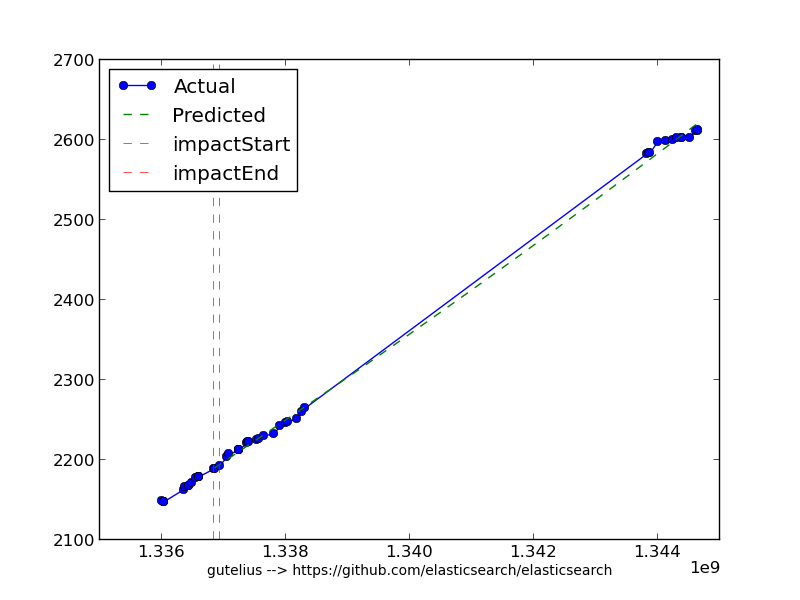 2700
2600
2500
2400
2300
2200
2100
Actual
Predicted
impactStart
impactEnd
1.336 1.338 1.340 1.342 1.344
1e9
gutelius --> https://github.com/elasticsearch/elasticsearch